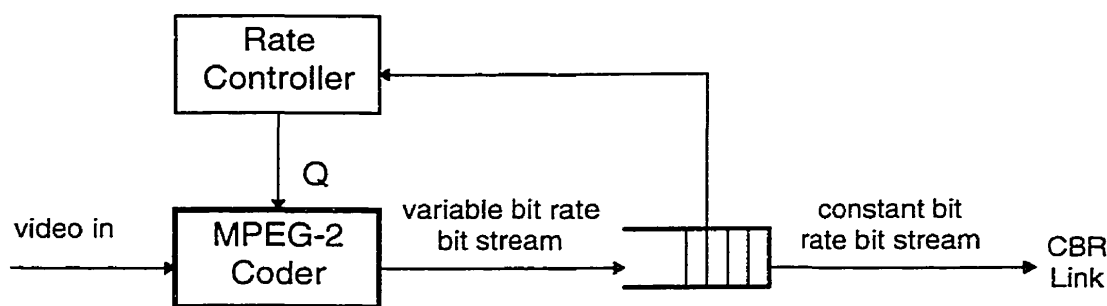 Rate
Controller
Q
video in
MPEG-2
Coder
variable bit rate
bit stream
constant bit
rate bit stream
CBR
Link